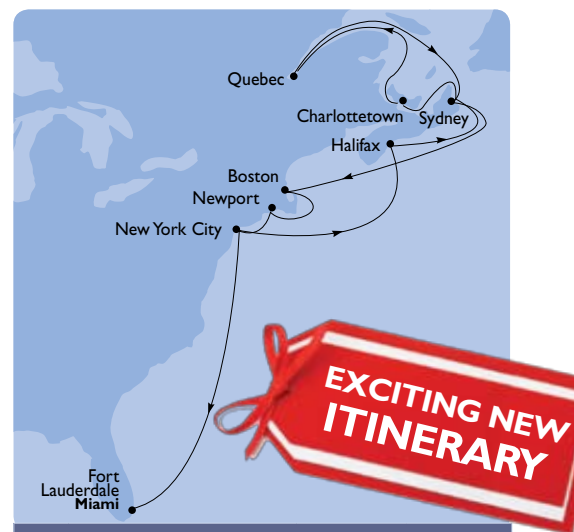 Quebec
Charlottetown
Sydney
Halifax
Boston
Newport
New York City
EXCITING NEW
ITINERARY
Fort
Lauderdale
Miami